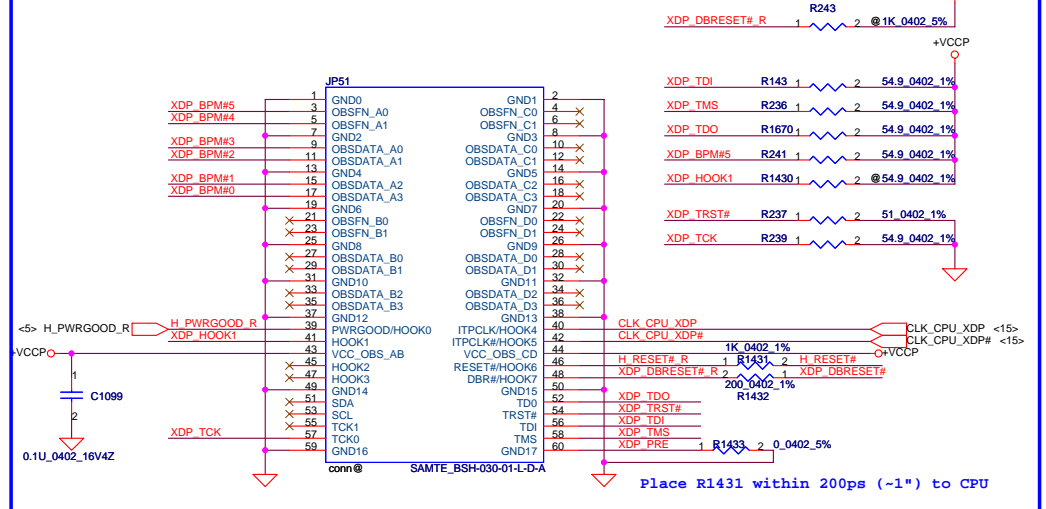 R243
XDP_DBRESET#_R 1 2 @1K_0402_5%
+VCCP
XDP_TDI R143 1 2 54.9_0402_1%
XDP_TMS R236 1 2 54.9_0402_1%
XDP_TDO R1670 1 2 54.9_0402_1%
XDP_BPM#5 R241 1 2 54.9_0402_1%
XDP_HOOK1 R1430 1 2 @54.9_0402_1%
XDP_TRST# R237 1 2 51_0402_1%
XDP_TCK R239 1 2 54.9_0402_1%
JP51
1 GND0 GND1 2
XDP_BPM#5 3 OBSFN_A0 OBSFN_C0 4
XDP_BPM#4 5 OBSFN_A1 OBSFN_C1 6
7 GND2 GND3 8
XDP_BPM#3 9 OBSDATA_A0 OBSDATA_C0 10
XDP_BPM#2 11 OBSDATA_A1 OBSDATA_C1 12
13 GND4 GND5 14
XDP_BPM#1 15 OBSDATA_A2 OBSDATA_C2 16
XDP_BPM#0 17 OBSDATA_A3 OBSDATA_C3 18
19 GND6 GND7 20
21 OBSFN_B0 OBSFN_D0 22
23 OBSFN_B1 OBSFN_D1 24
25 GND8 GND9 26
27 OBSDATA_B0 OBSDATA_D0 28
29 OBSDATA_B1 OBSDATA_D1 30
31 GND10 GND11 32
33 OBSDATA_B2 OBSDATA_D2 34
35 OBSDATA_B3 OBSDATA_D3 36
37 GND12 GND13 38
<5> H_PWRGOOD_R H_PWRGOOD_R 39 PWRGOOD/HOOK0 ITPCLK/HOOK4 40 CLK_CPU_XDP CLK_CPU_XDP <15>
XDP_HOOK1 41 HOOK1 ITPCLK#/HOOK5 42 CLK_CPU_XDP# CLK_CPU_XDP# <15>
+VCCP 43 VCC_OBS_AB VCC_OBS_CD 44 1K_0402_1% +VCCP
45 HOOK2 RESET#/HOOK6 46 H_RESET#_R 1 R1431 2 H_RESET#
47 HOOK3 DBR#/HOOK7 48 XDP_DBRESET#_R 2 1 XDP_DBRESET#
49 GND14 GND15 50 200_0402_1%
R1432
51 SDA TD0 52 XDP_TDO
53 SCL TRST# 54 XDP_TRST#
55 TCK1 TDI 56 XDP_TDI
XDP_TCK 57 TCK0 TMS 58 XDP_TMS
59 GND16 GND17 60 XDP_PRE 1 R1433 2 0_0402_5%
conn@ SAMTE_BSH-030-01-L-D-A
1
C1099
2
0.1U_0402_16V4Z
Place R1431 within 200ps (~1") to CPU